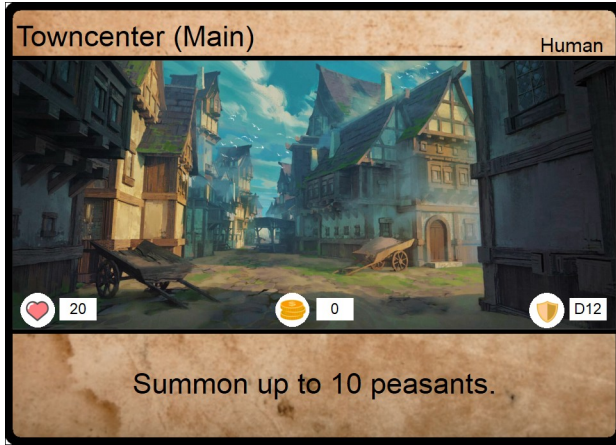 Towncenter (Main)
Human
20
0
D12
Summon up to 10 peasants.